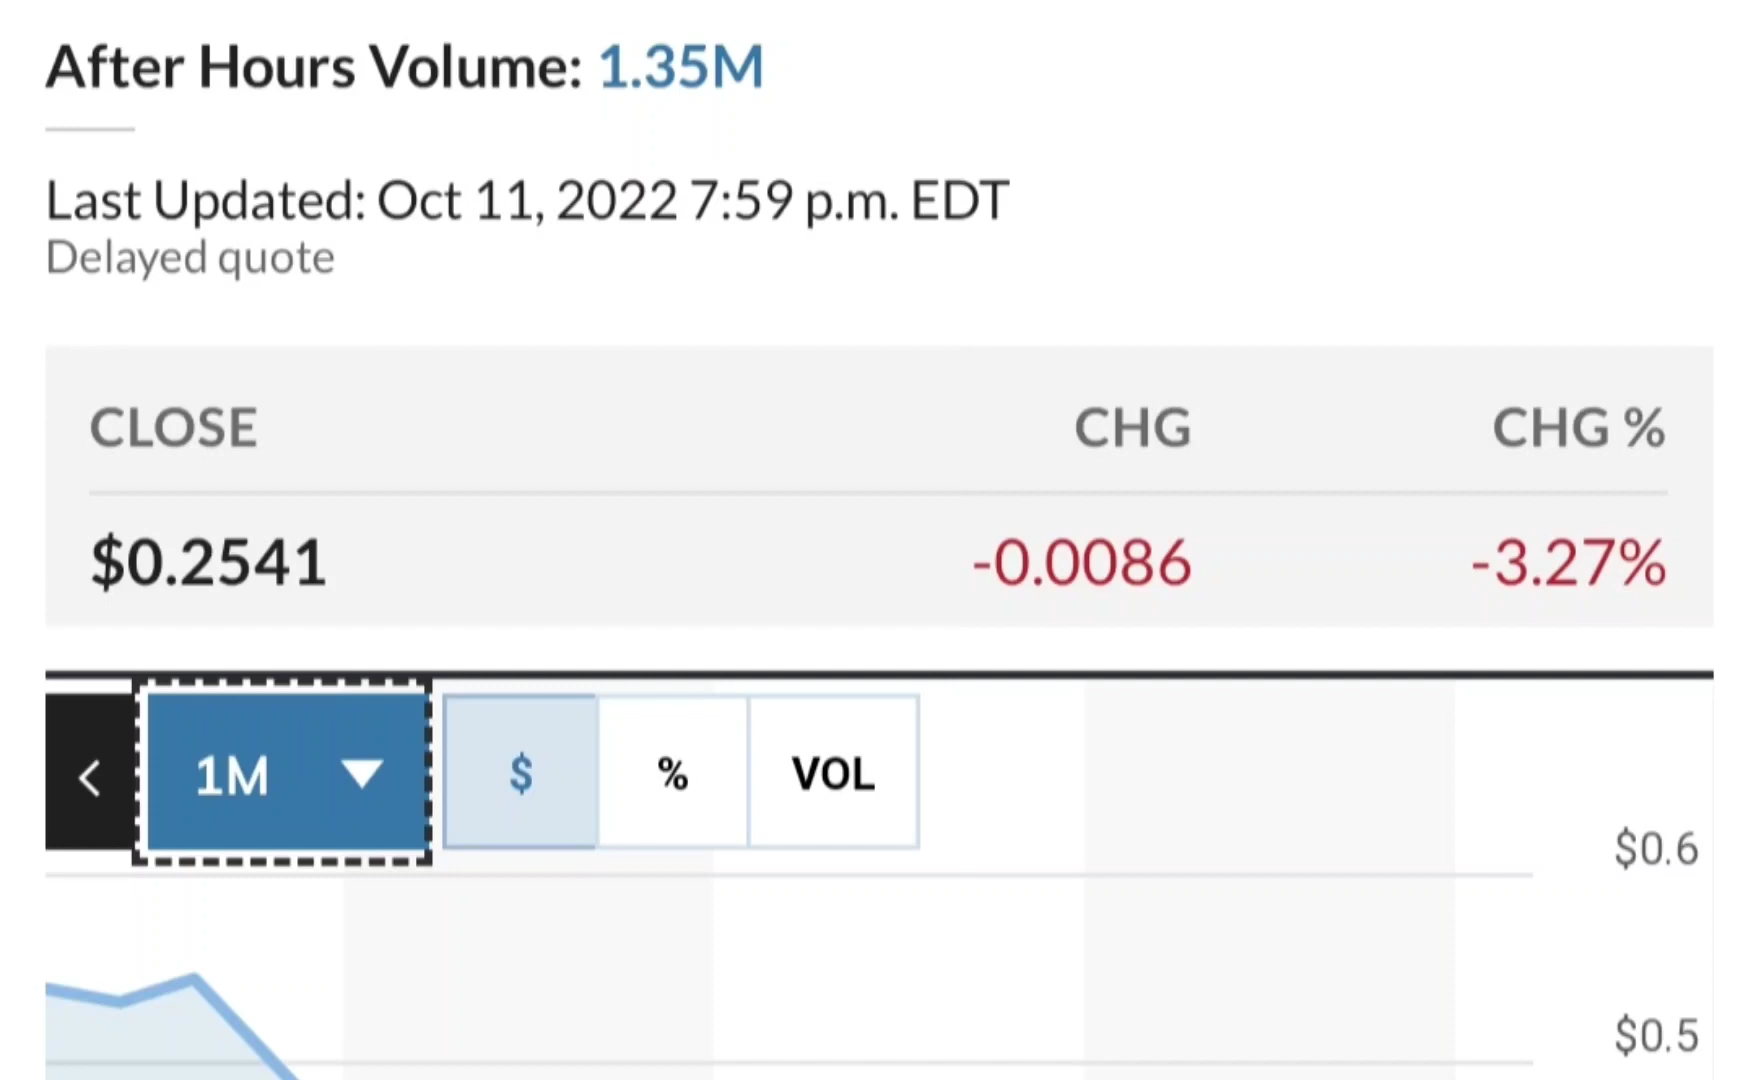 After Hours Volume: 1.35M
Last Updated: Oct 11, 2022 7:59 p.m. EDT
Delayed quote
CLOSE CHG CHG %
$0.2541 -0.0086 -3.27%
1M $ % VOL
$0.6
$0.5